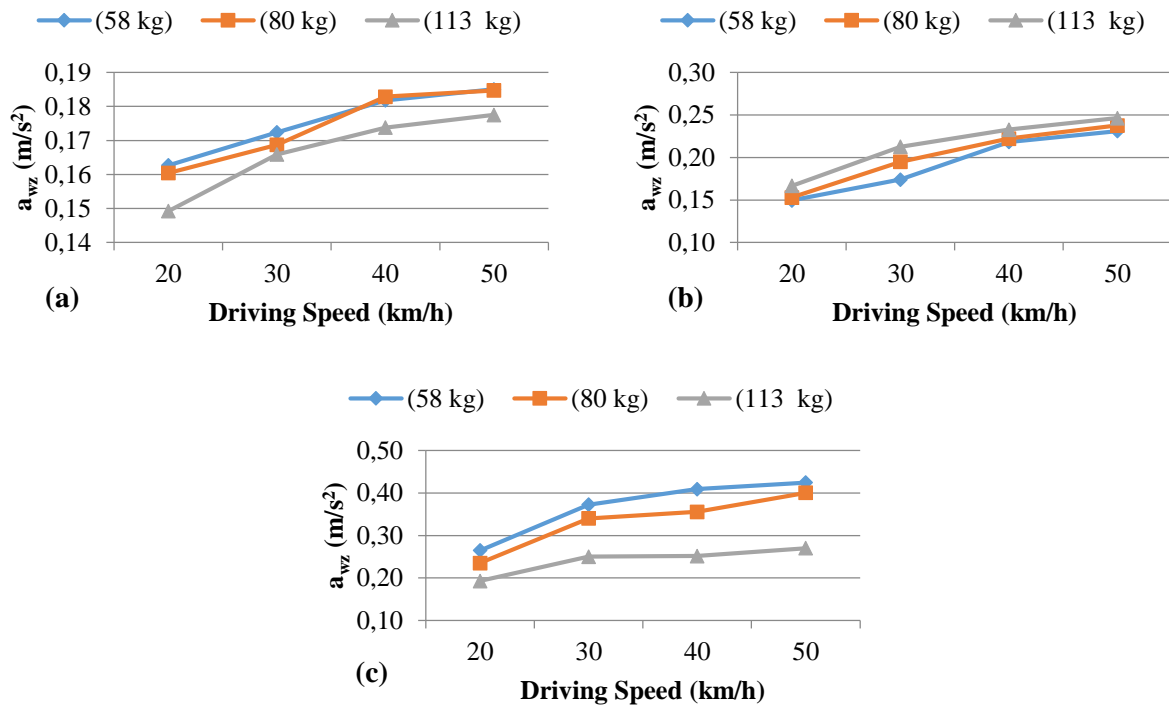 (58 kg) (80 kg) (113 kg)
0,19
0,18
0,17
0,16
0,15
0,14
a_wz (m/s²)
20 30 40 50
(a)
Driving Speed (km/h)
(58 kg) (80 kg) (113 kg)
0,30
0,25
0,20
0,15
0,10
a_wz (m/s²)
20 30 40 50
(b)
Driving Speed (km/h)
(58 kg) (80 kg) (113 kg)
0,50
0,40
0,30
0,20
0,10
a_wz (m/s²)
20 30 40 50
(c)
Driving Speed (km/h)